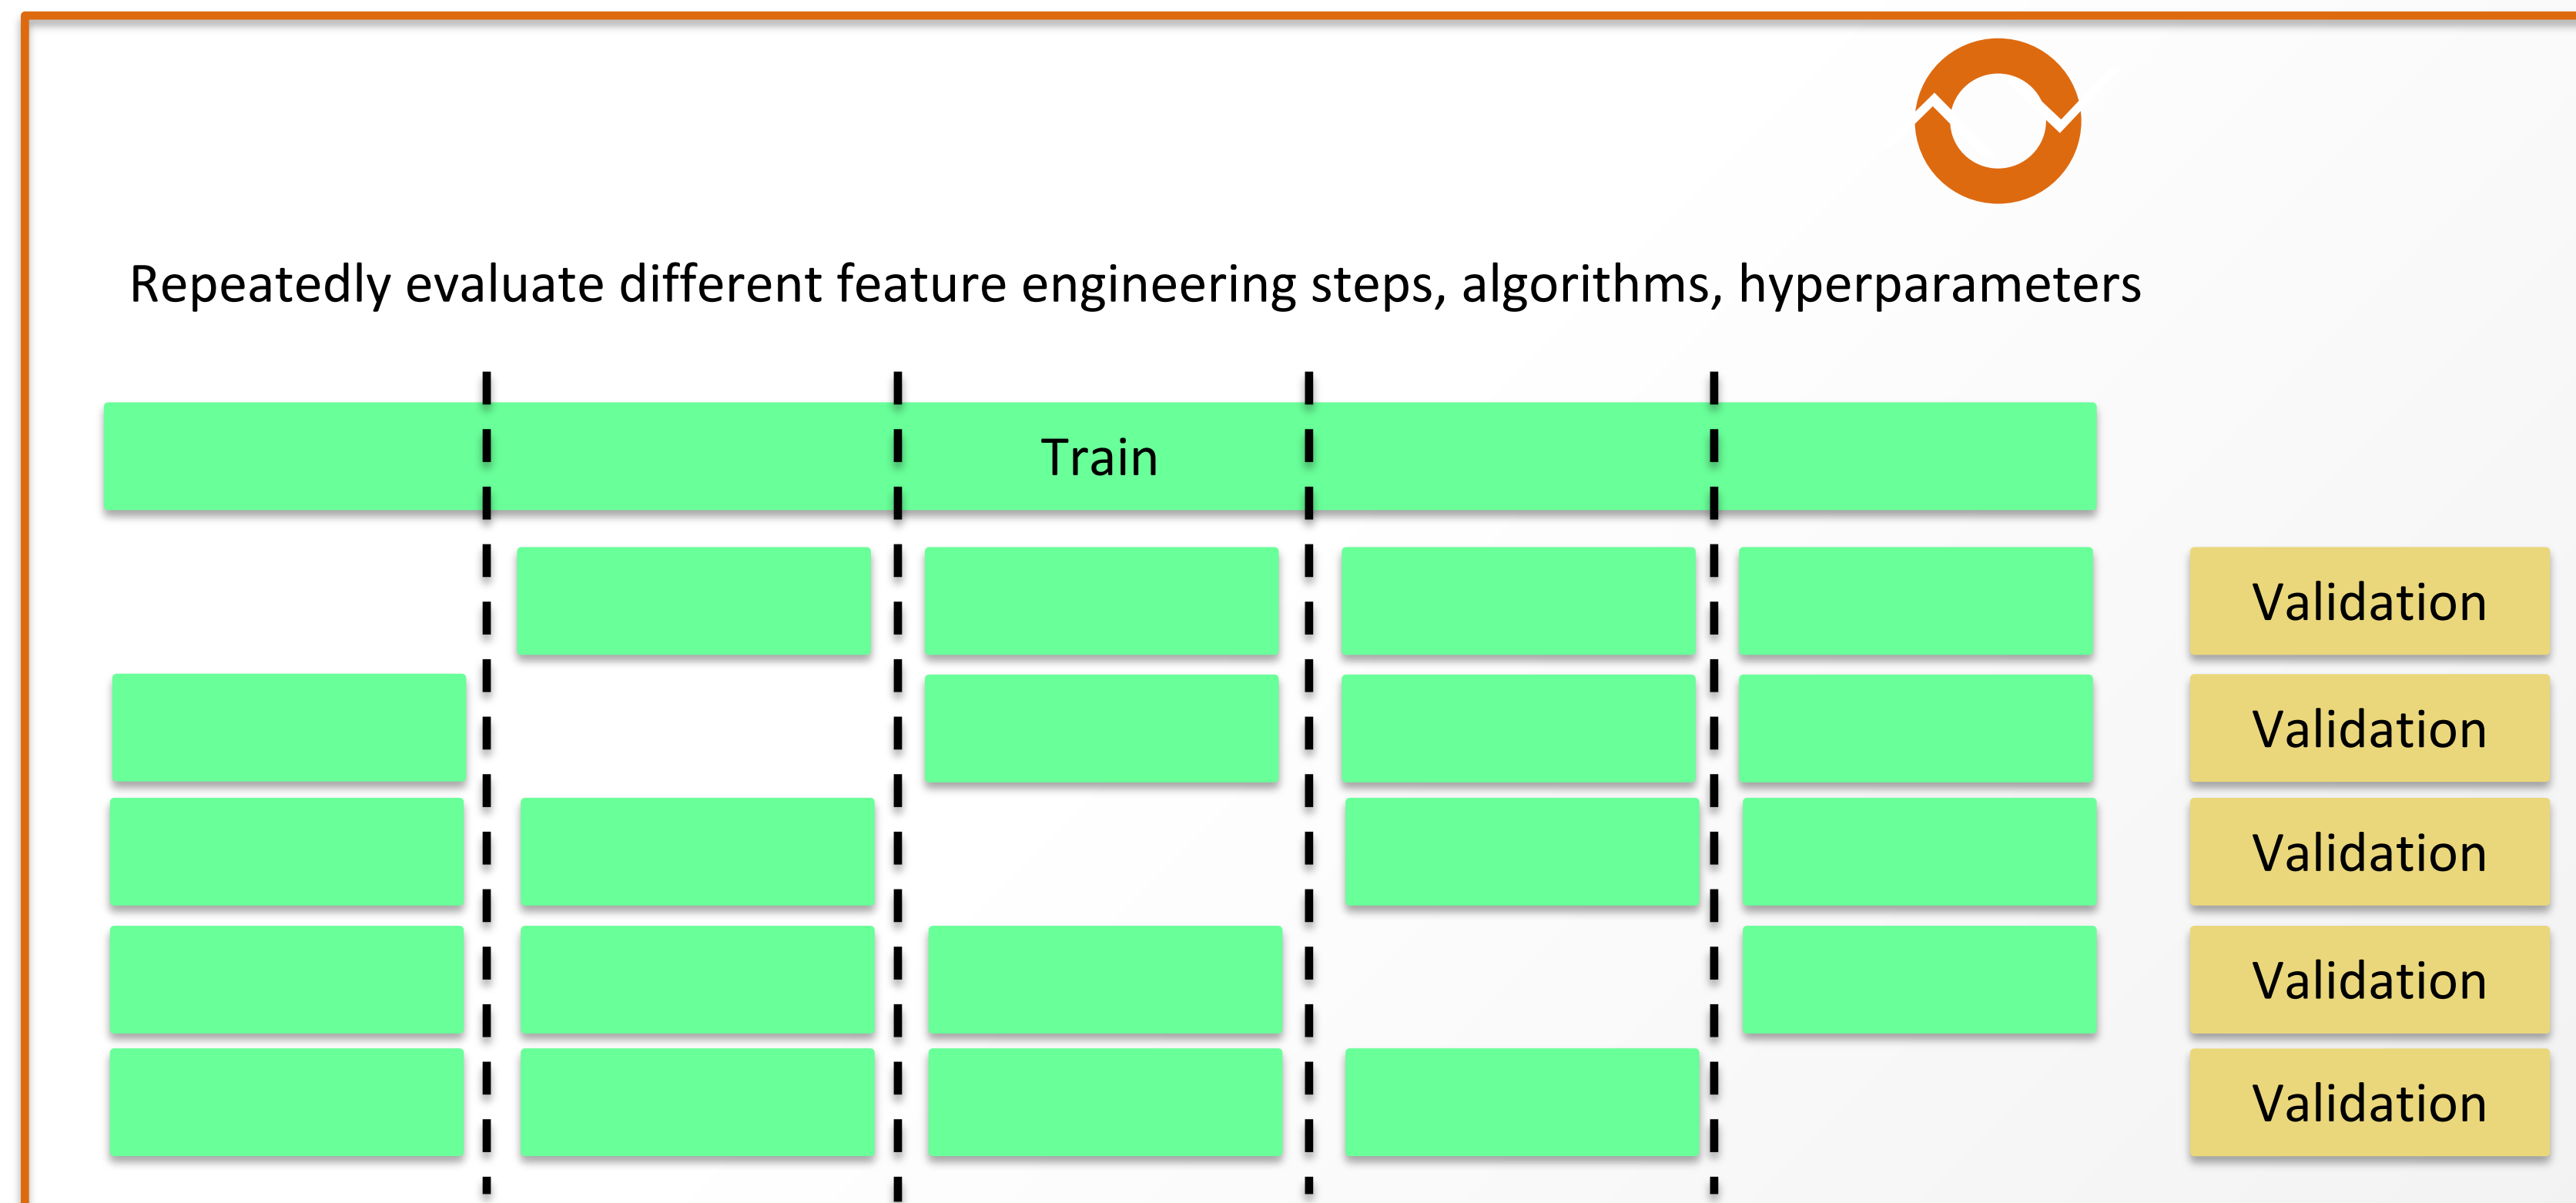 Repeatedly evaluate different feature engineering steps, algorithms, hyperparameters
Train
Validation
Validation
Validation
Validation
Validation